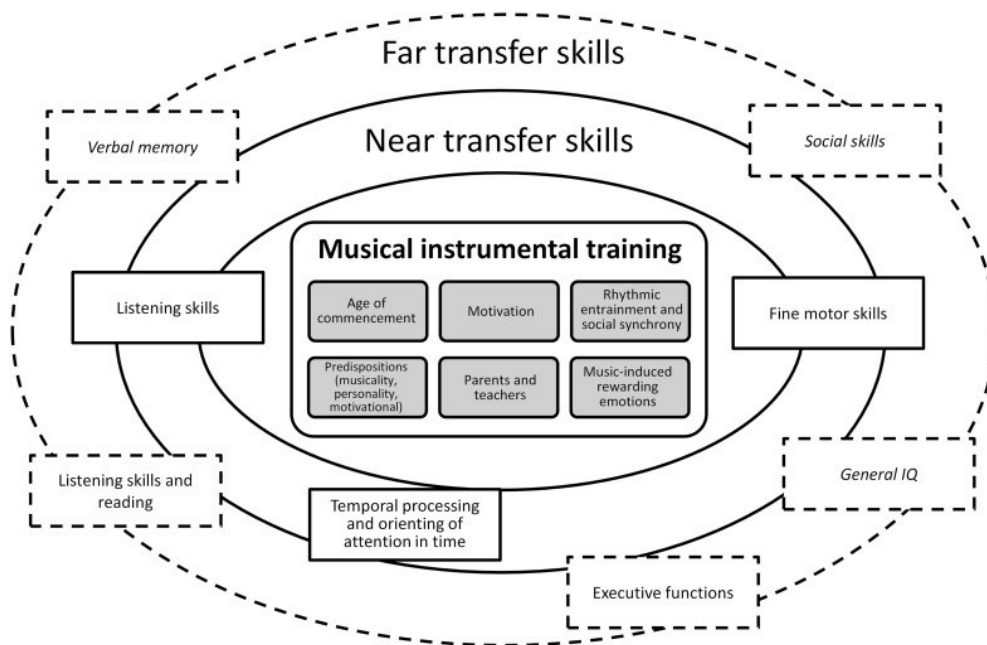 Far transfer skills
Verbal memory
Social skills
Near transfer skills
Musical instrumental training
Age of
commencement
Motivation
Rhythmic
entrainment and
social synchrony
Listening skills
Fine motor skills
Predispositions
(musicality,
personality,
motivational)
Parents and
teachers
Music-induced
rewarding
emotions
Listening skills and
reading
General IQ
Temporal processing
and orienting of
attention in time
Executive functions